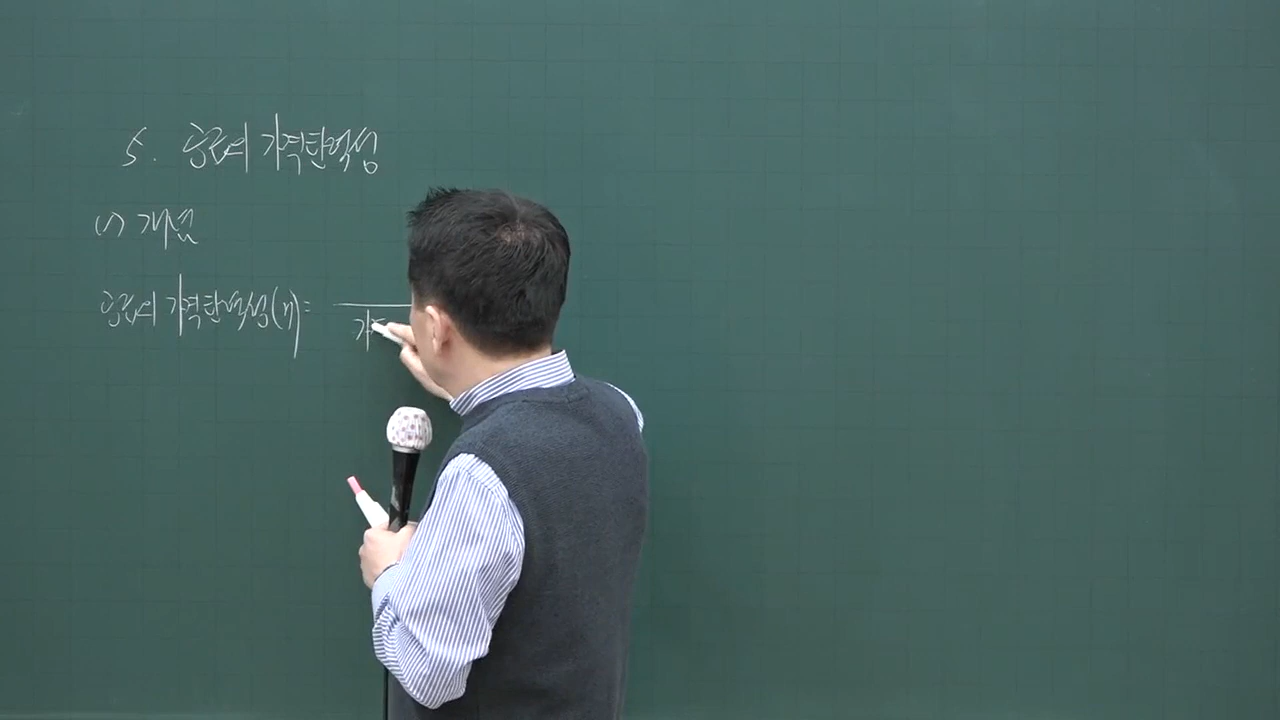 5. 공급의 가격탄력성
(1) 개념
공급의 가격탄력성(η) =
가